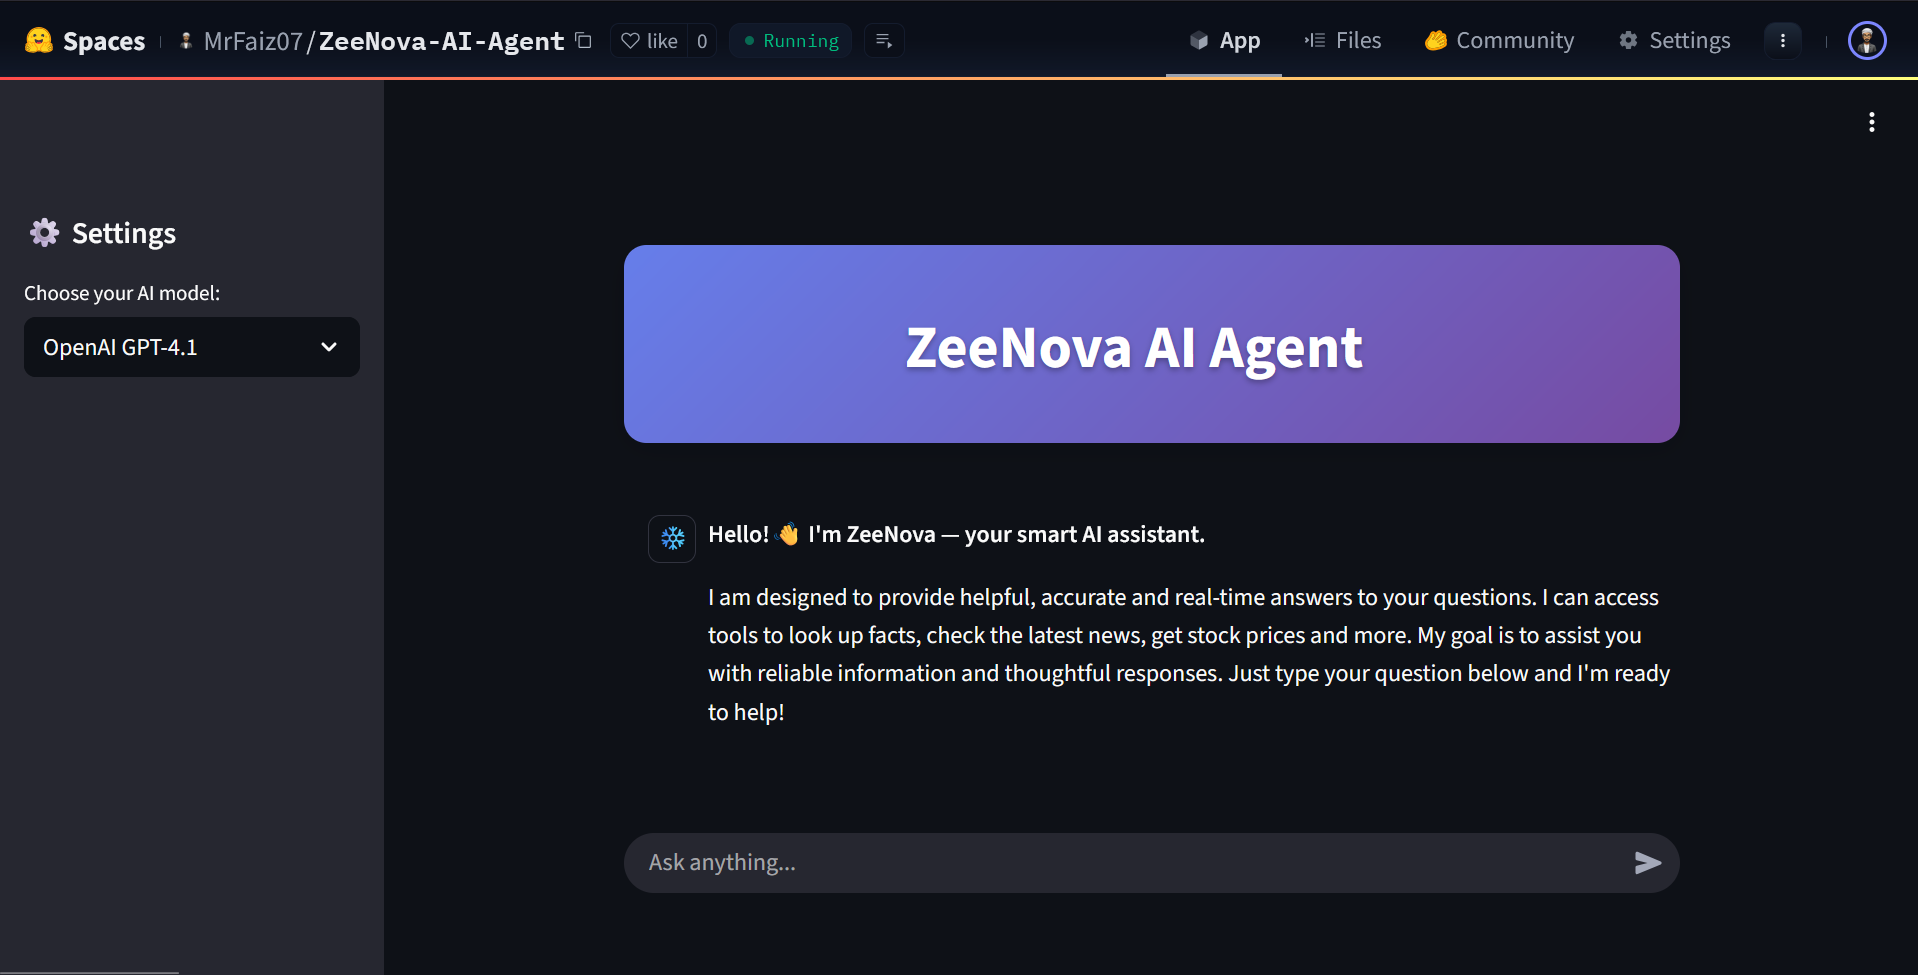 Spaces
MrFaiz07/ZeeNova-AI-Agent
like 0
Running
App
Files
Community
Settings
Settings
Choose your AI model:
OpenAI GPT-4.1
ZeeNova AI Agent
Hello! 👋 I'm ZeeNova — your smart AI assistant.
I am designed to provide helpful, accurate and real-time answers to your questions. I can access
tools to look up facts, check the latest news, get stock prices and more. My goal is to assist you
with reliable information and thoughtful responses. Just type your question below and I'm ready
to help!
Ask anything...